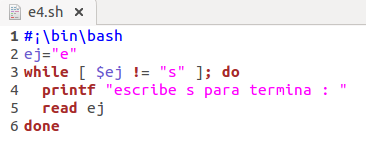 e4.sh ×
1 #¡\bin\bash
2 ej="e"
3 while [ $ej != "s" ]; do
4   printf "escribe s para termina : "
5   read ej
6 done